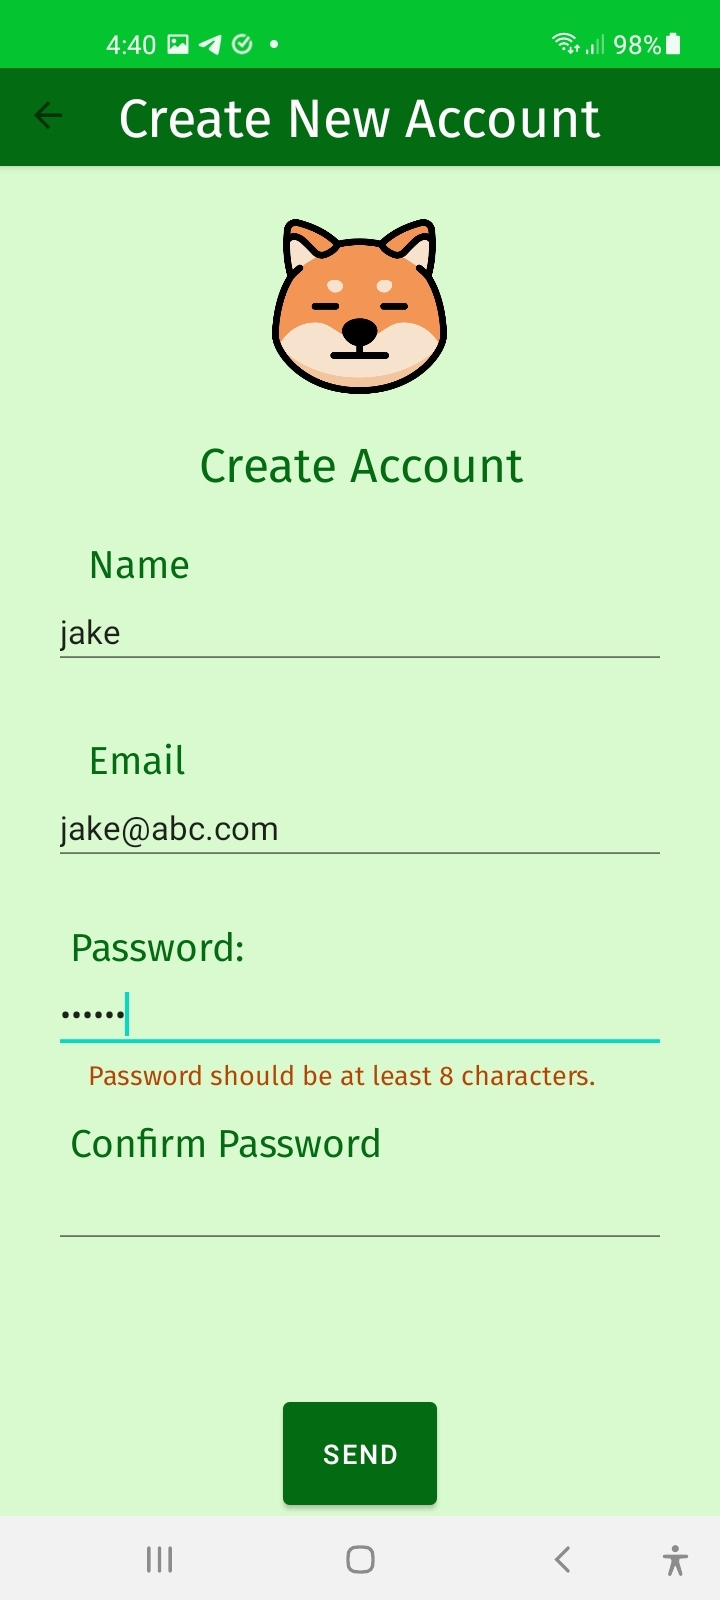 4:40 98%
Create New Account
Create Account
Name
jake
Email
jake@abc.com
Password:
••••••
Password should be at least 8 characters.
Confirm Password
SEND